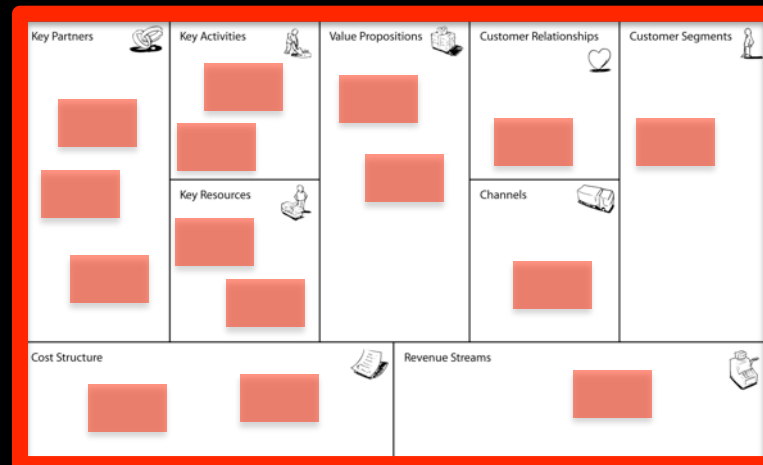 Key Partners
Key Activities
Value Propositions
Customer Relationships
Customer Segments
Key Resources
Channels
Cost Structure
Revenue Streams